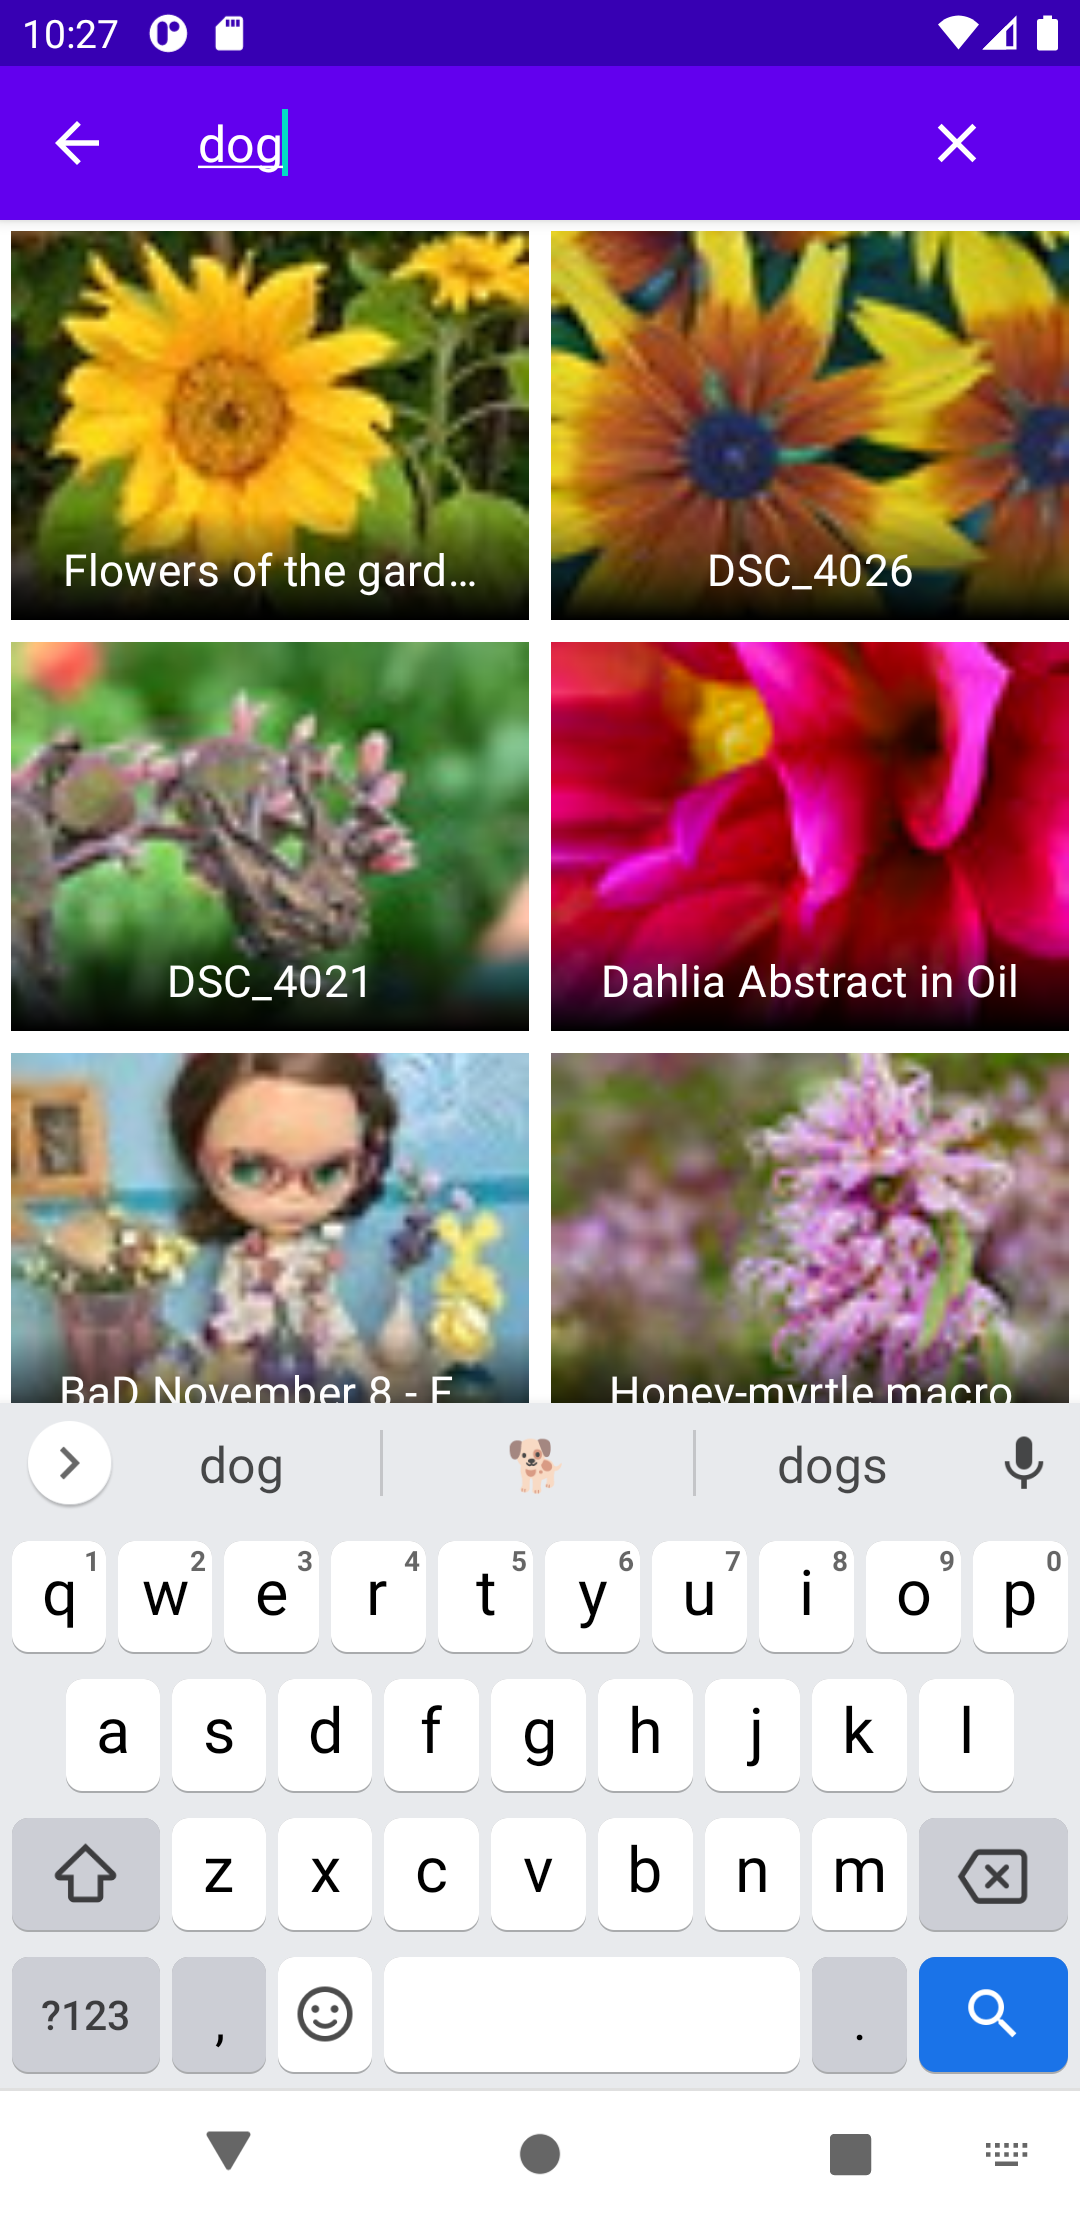 10:27
dog
Flowers of the gard...
DSC_4026
DSC_4021
Dahlia Abstract in Oil
BaD November 8 - F
Honey-myrtle macro
dog
dogs
q 1 w 2 e 3 r 4 t 5 y 6 u 7 i 8 o 9 p 0
a s d f g h j k l
z x c v b n m
?123 , .